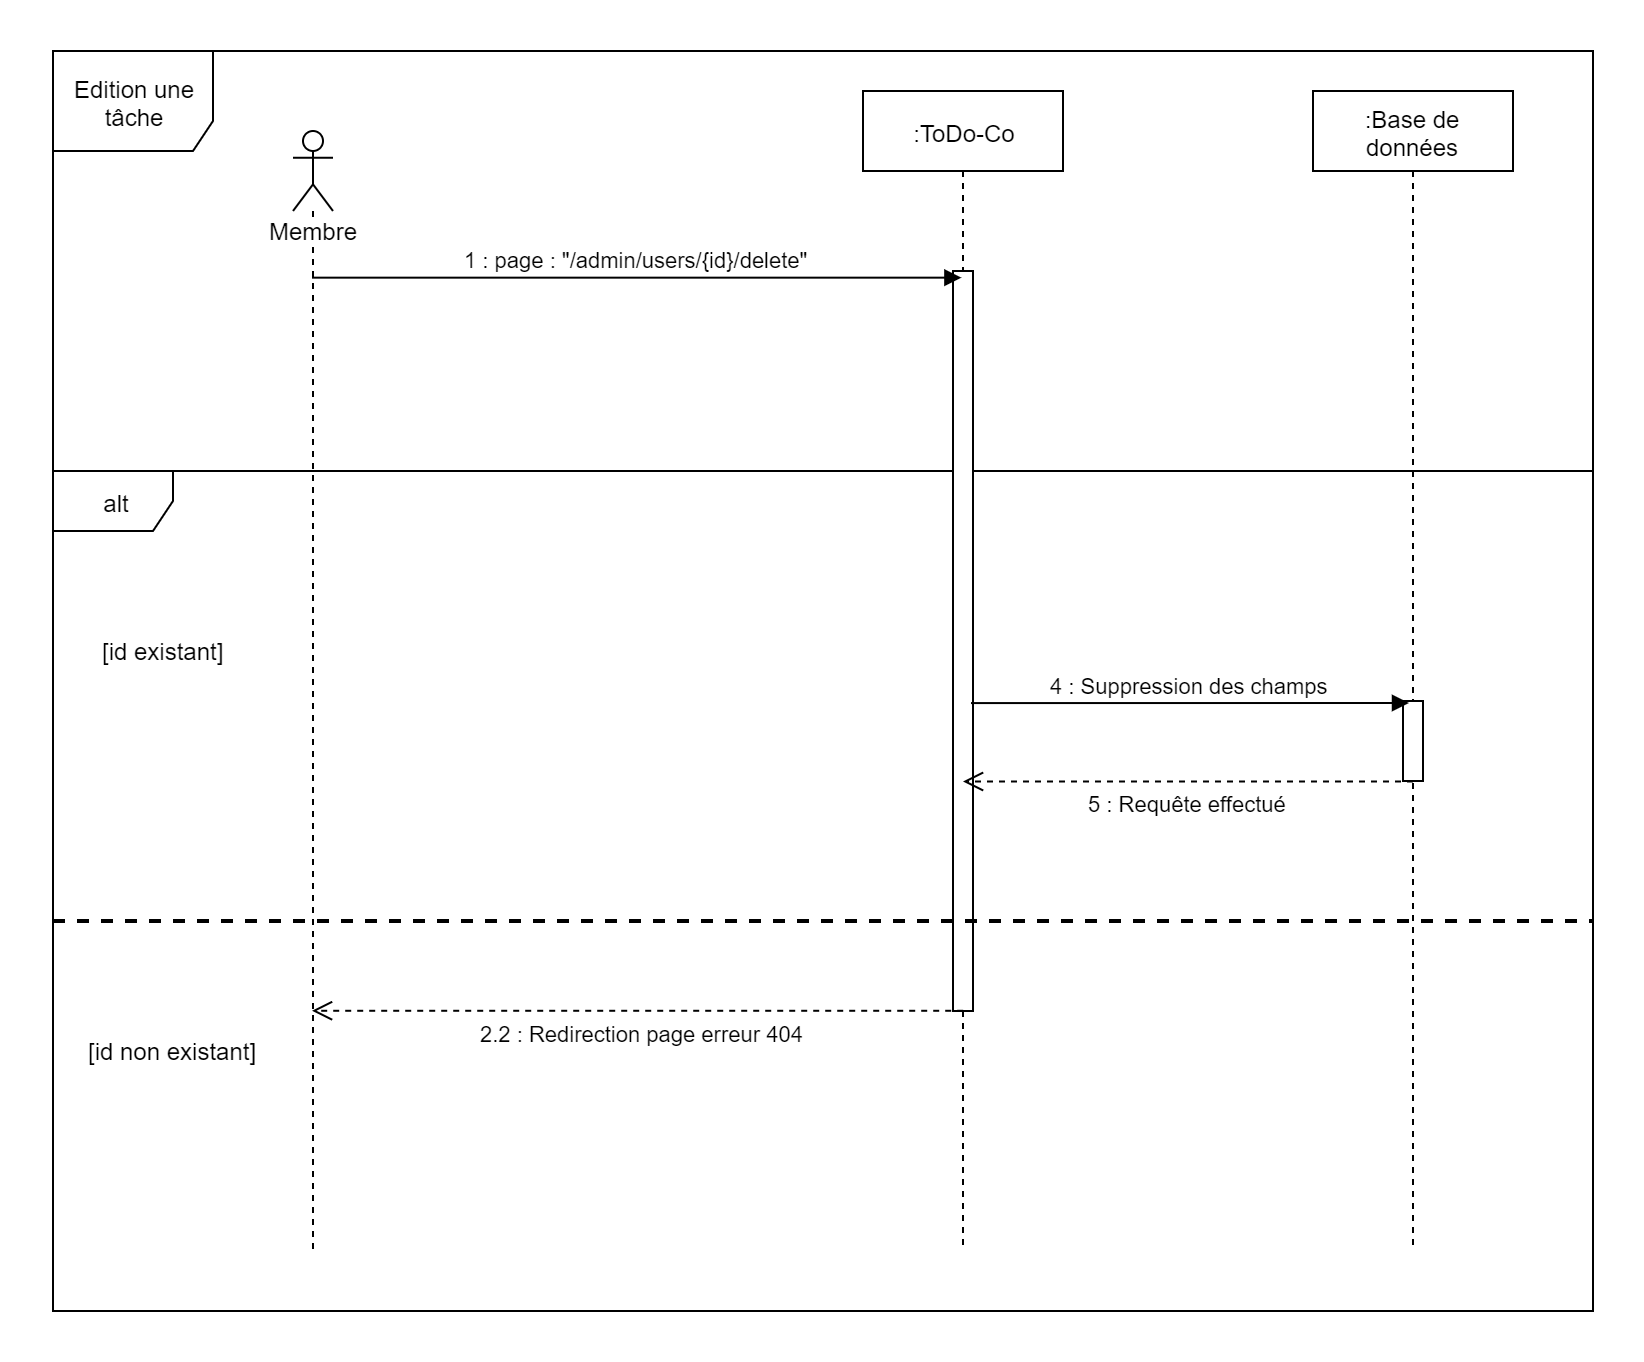 Edition une
tâche
:ToDo-Co
:Base de
données
Membre
1 : page : "/admin/users/{id}/delete"
alt
[id existant]
4 : Suppression des champs
5 : Requête effectué
2.2 : Redirection page erreur 404
[id non existant]